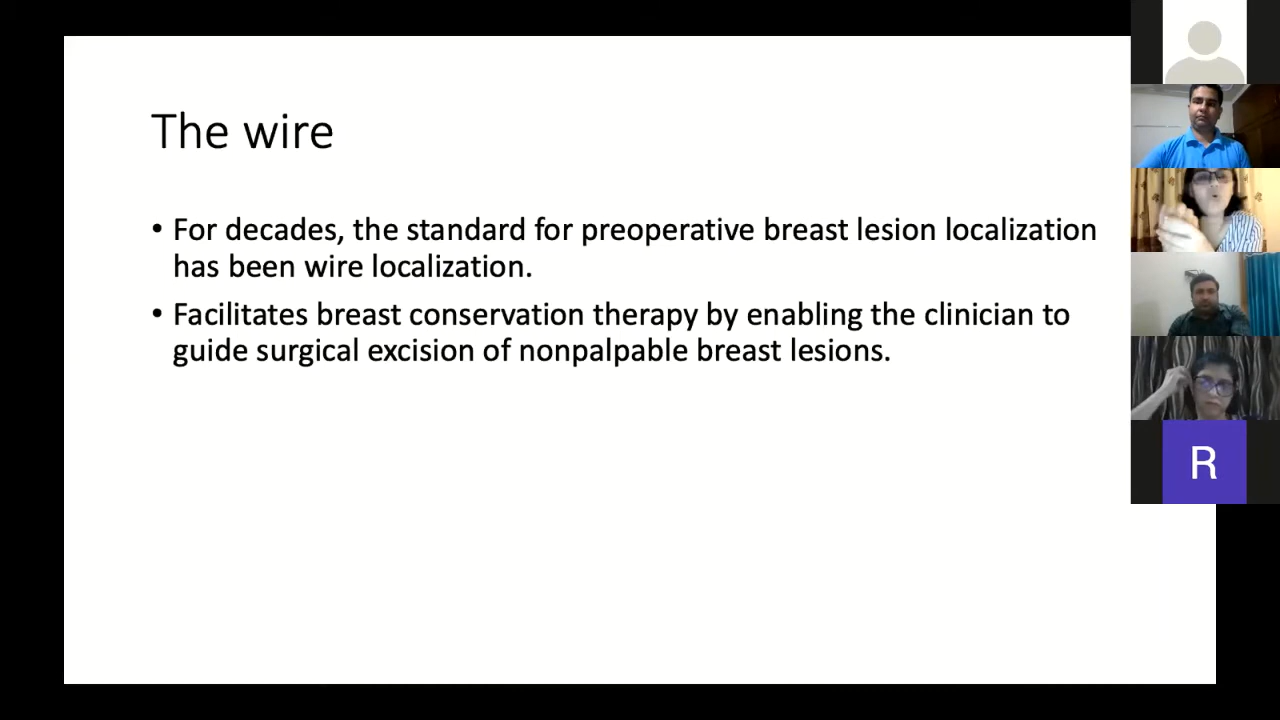 The wire
• For decades, the standard for preoperative breast lesion localization
has been wire localization.
• Facilitates breast conservation therapy by enabling the clinician to
guide surgical excision of nonpalpable breast lesions.
R